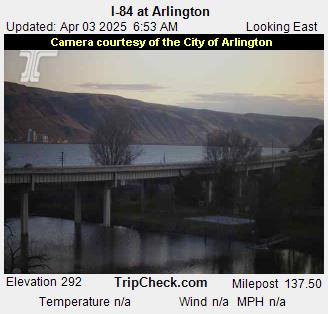 I-84 at Arlington
Updated: Apr 03 2025 6:53 AM Looking East
Camera courtesy of the City of Arlington
Elevation 292 TripCheck.com Milepost 137.50
Temperature n/a Wind n/a MPH n/a